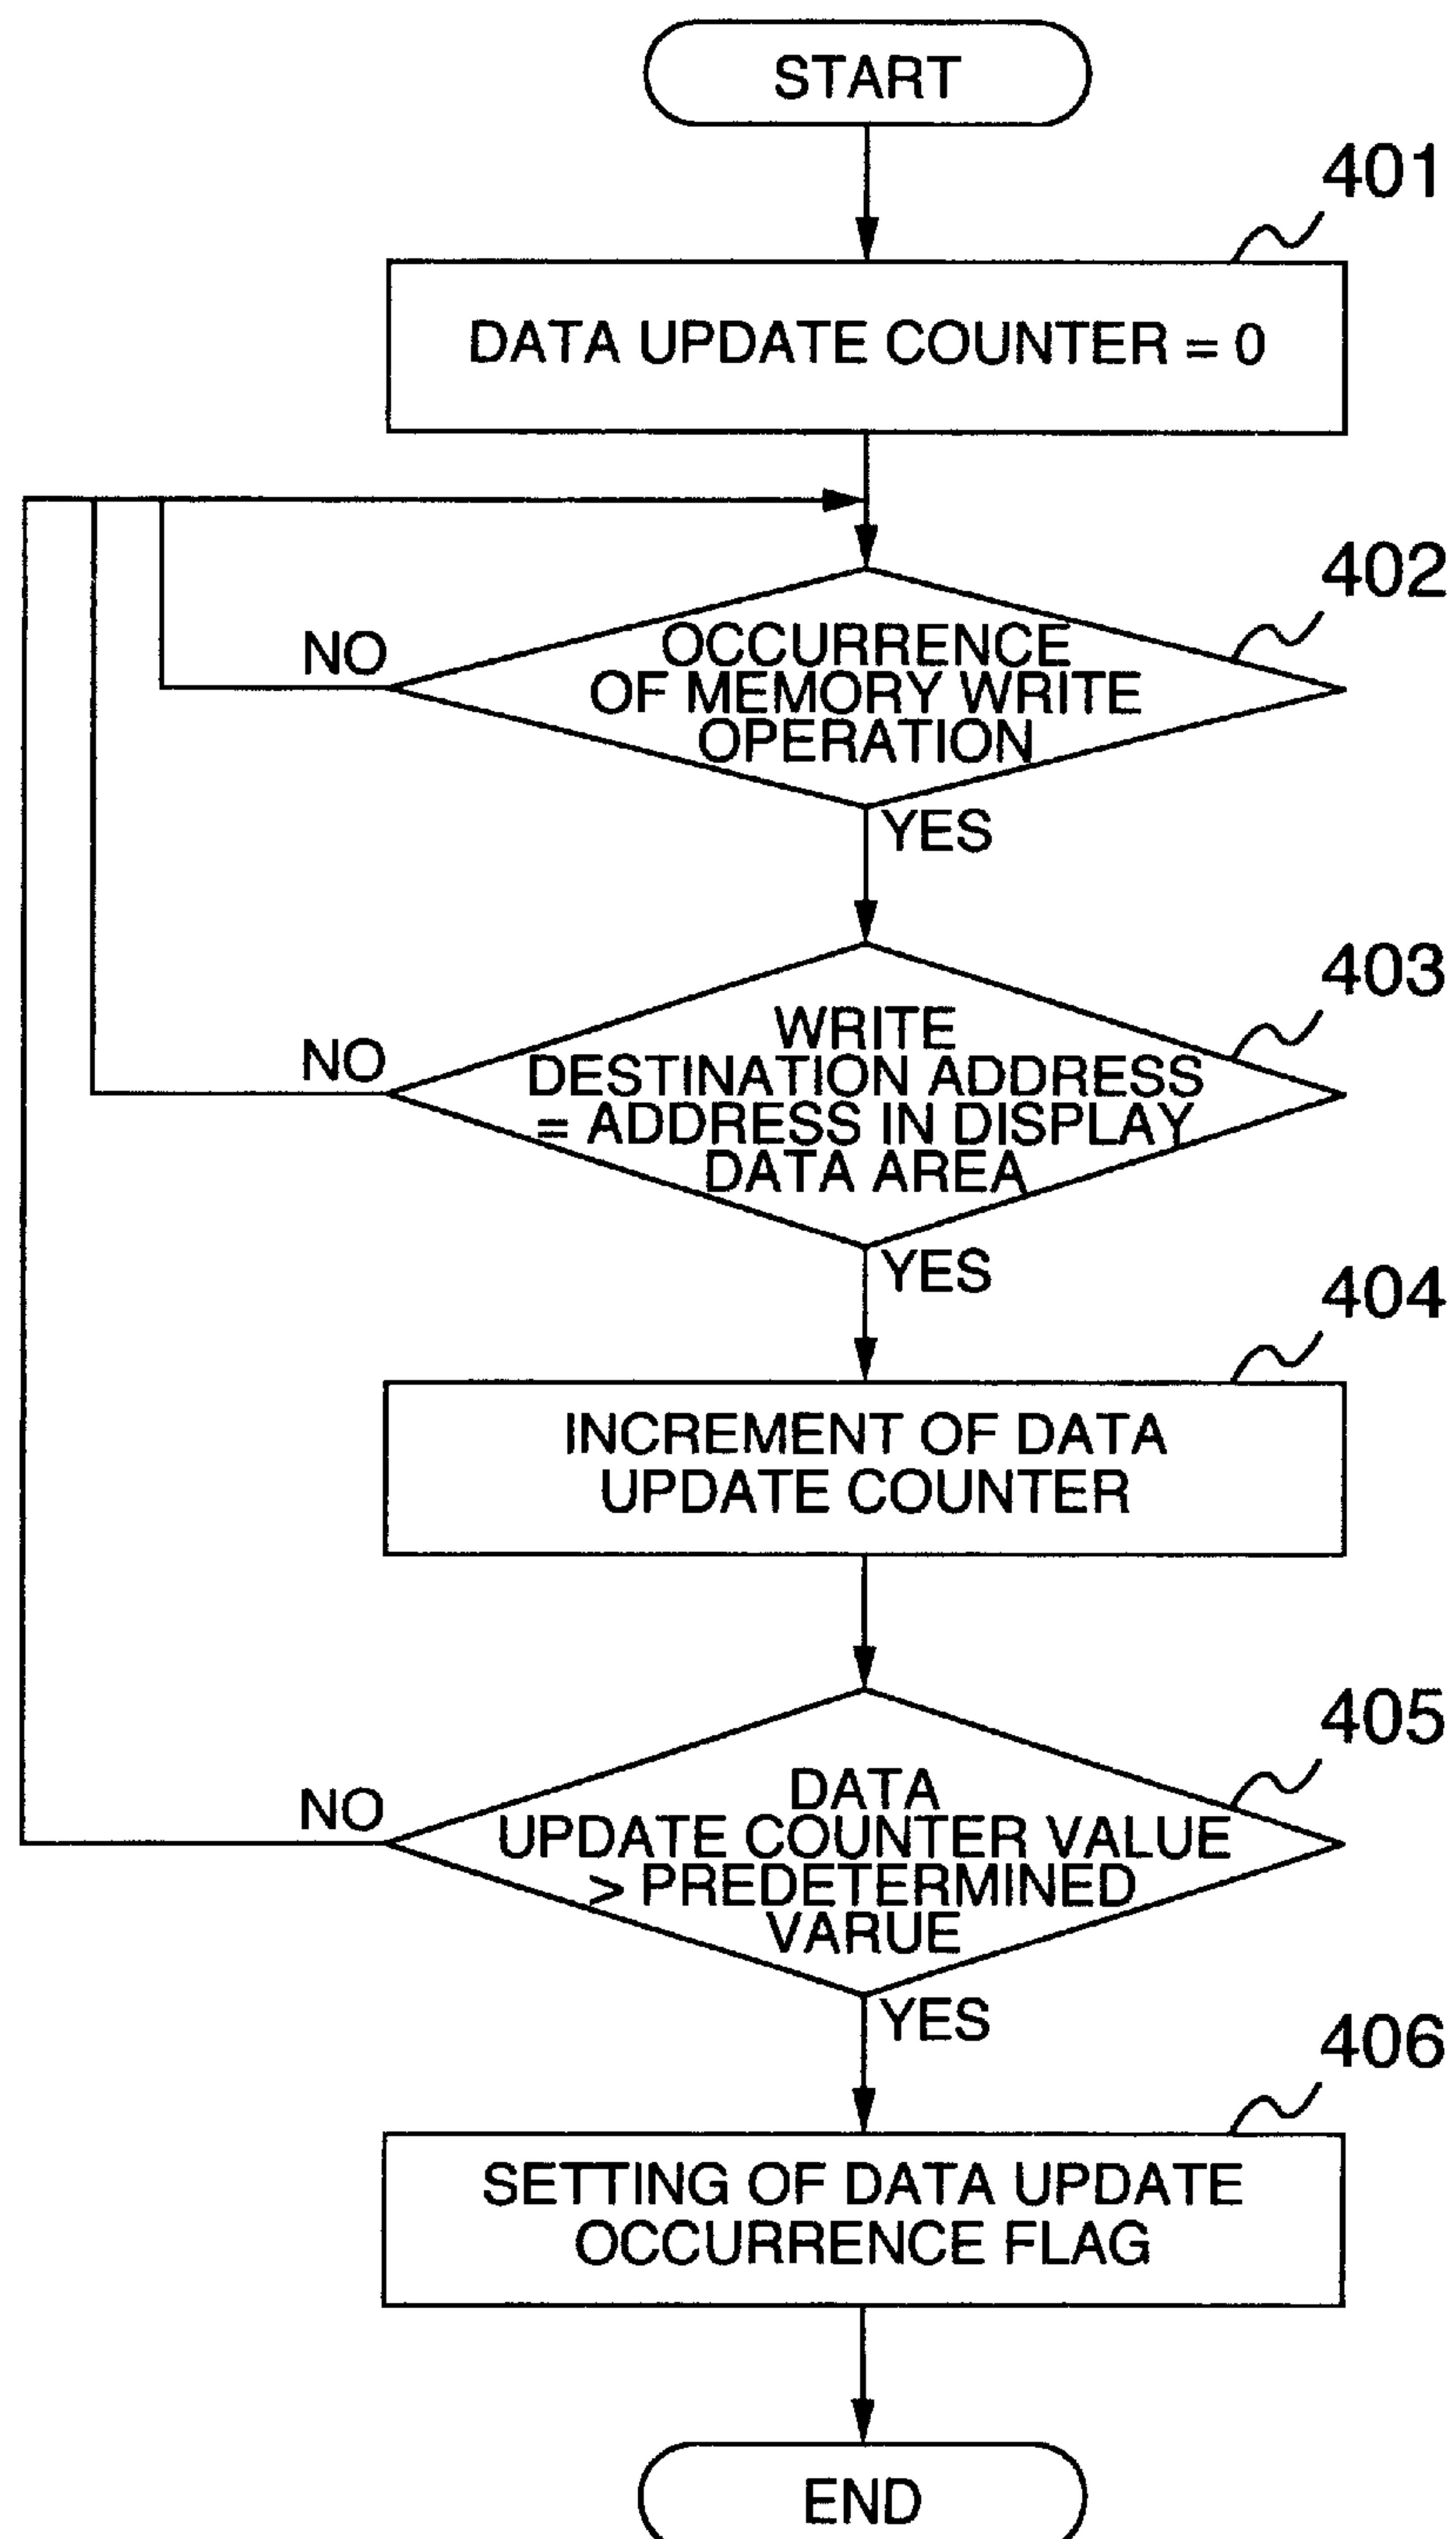 START
401
DATA UPDATE COUNTER = 0
402
NO
OCCURRENCE
OF MEMORY WRITE
OPERATION
YES
403
NO
WRITE
DESTINATION ADDRESS
= ADDRESS IN DISPLAY
DATA AREA
YES
404
INCREMENT OF DATA
UPDATE COUNTER
405
NO
DATA
UPDATE COUNTER VALUE
> PREDETERMINED
VARUE
YES
406
SETTING OF DATA UPDATE
OCCURRENCE FLAG
END